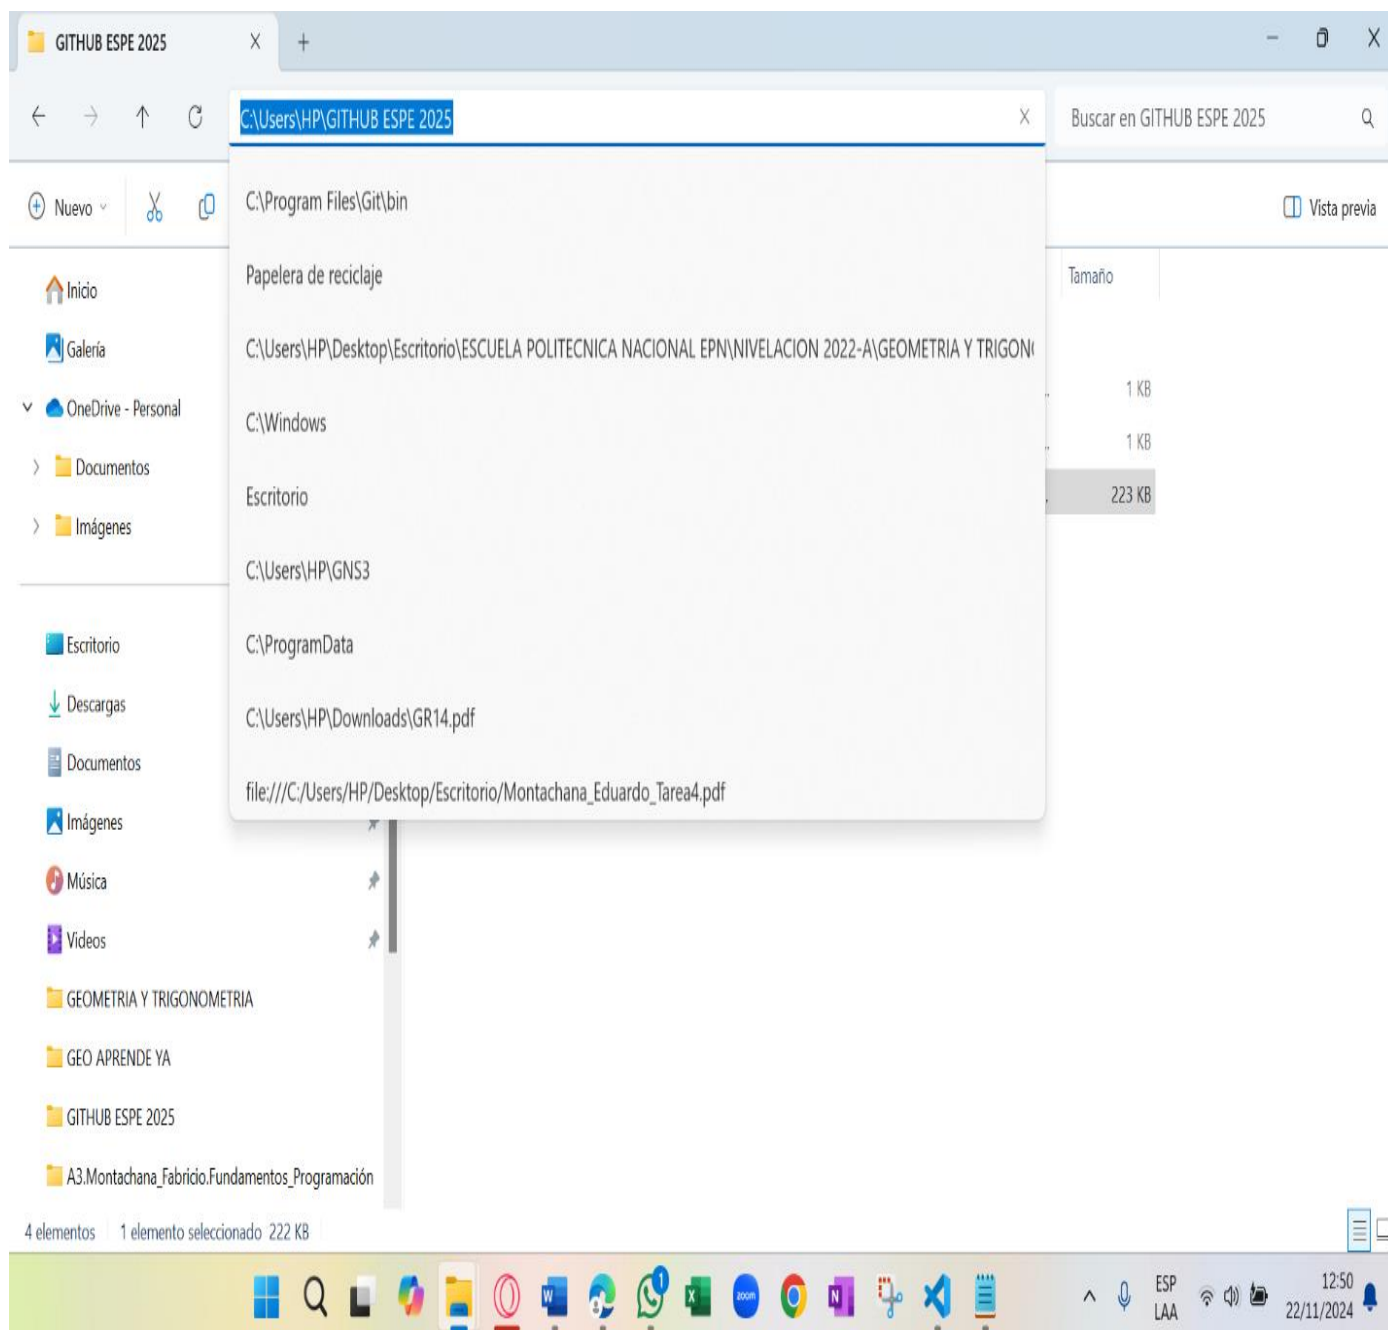 GITHUB ESPE 2025
C:\Users\HP\GITHUB ESPE 2025
Buscar en GITHUB ESPE 2025
Nuevo
Vista previa
C:\Program Files\Git\bin
Papelera de reciclaje
C:\Users\HP\Desktop\Escritorio\ESCUELA POLITECNICA NACIONAL EPN\NIVELACION 2022-A\GEOMETRIA Y TRIGON
C:\Windows
Escritorio
C:\Users\HP\GNS3
C:\ProgramData
C:\Users\HP\Downloads\GR14.pdf
file:///C:/Users/HP/Desktop/Escritorio/Montachana_Eduardo_Tarea4.pdf
Tamaño
1 KB
1 KB
223 KB
Inicio
Galería
OneDrive - Personal
Documentos
Imágenes
Escritorio
Descargas
Documentos
Imágenes
Música
Videos
GEOMETRIA Y TRIGONOMETRIA
GEO APRENDE YA
GITHUB ESPE 2025
A3.Montachana_Fabricio.Fundamentos_Programación
4 elementos
1 elemento seleccionado 222 KB
W
1
X
zoom
N
ESP
LAA
12:50
22/11/2024